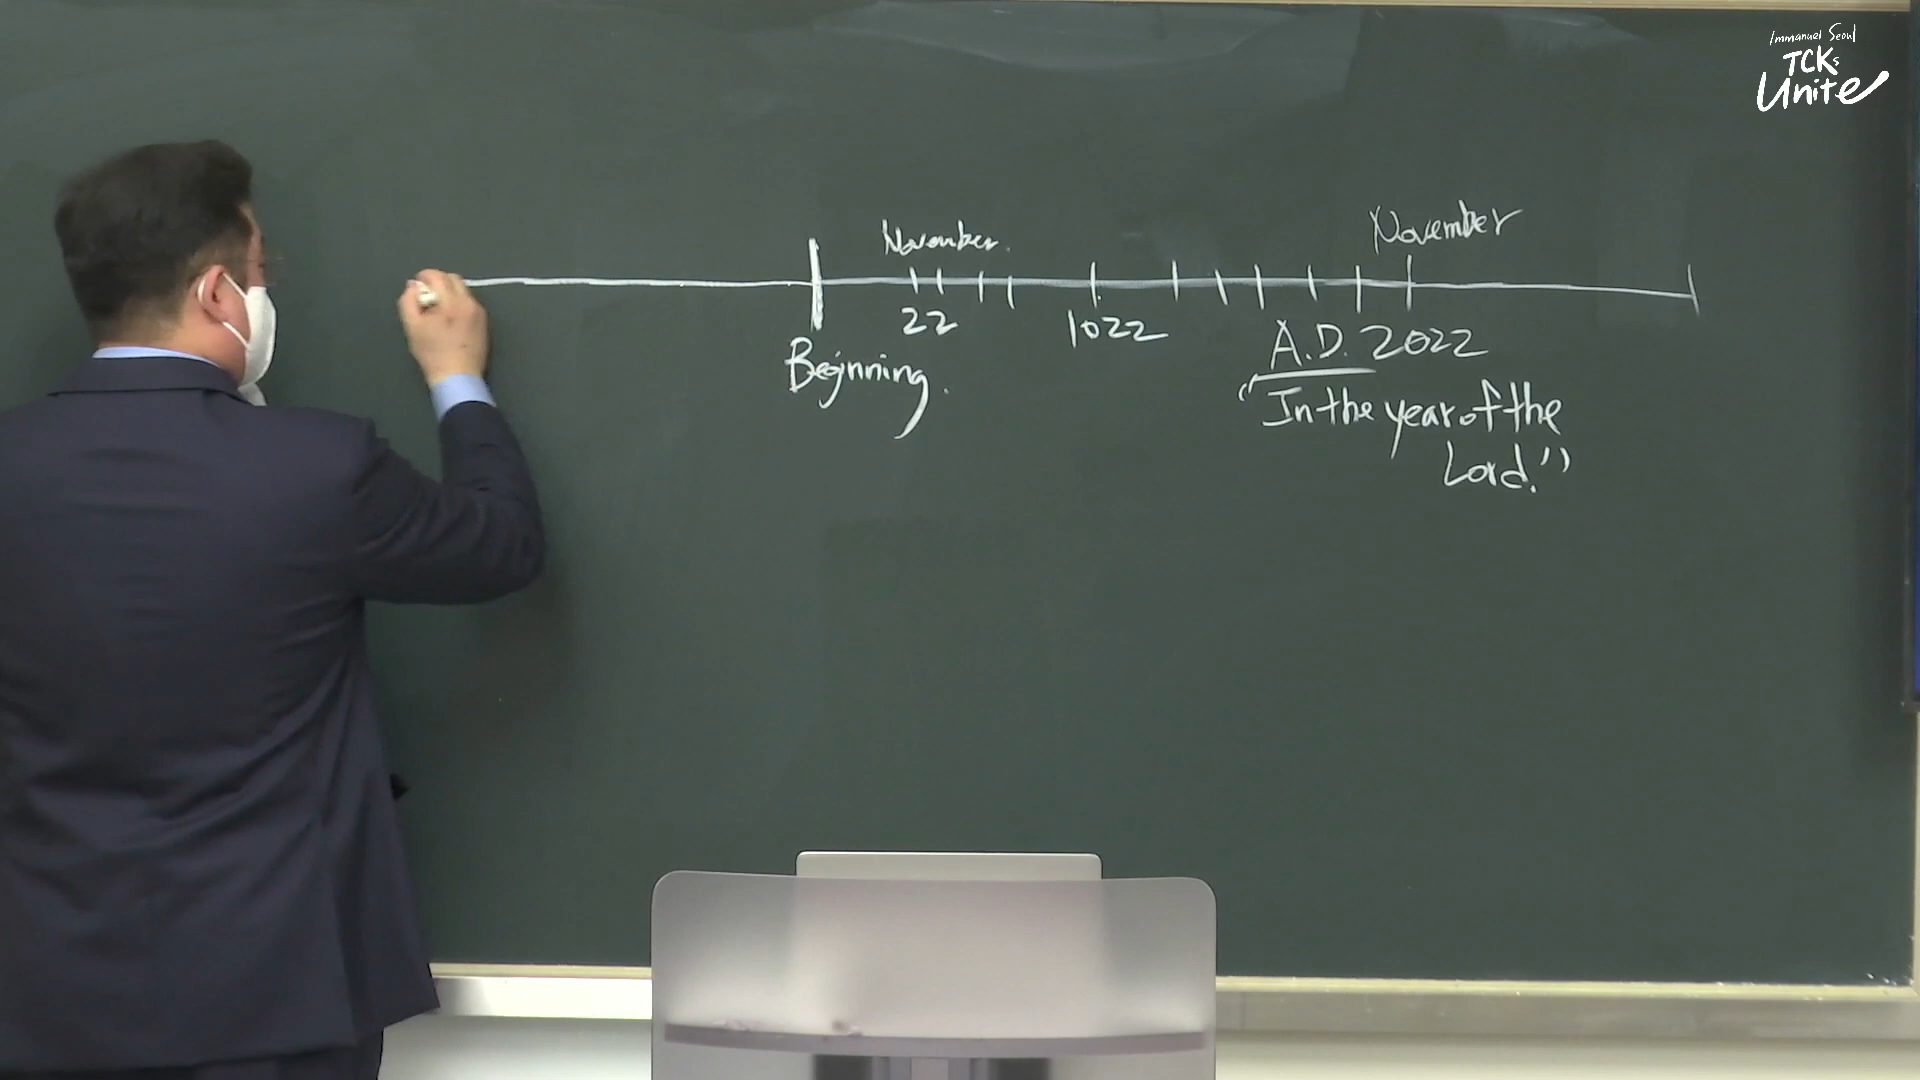 Immanuel Seoul
TCKs
Unite
November.
November
22
1022
A.D. 2022
Beginning.
"In the year of the
Lord."